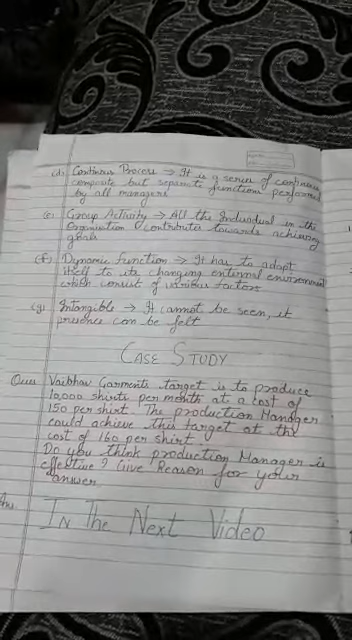 (d) Continuous Process → It is a series of continuous
composite but separate functions performed
by all managers
(e) Group Activity → All the Individual in the
Organisation contributes towards achieving
goals
(f) Dynamic function → It has to adapt
itself to its changing external environment
which consist of various factors
(g) Intangible → It cannot be seen, it
presence can be felt
CASE STUDY
Ques Vaibhav Garments target is to produce
10,000 shirts per month at a cost of
150 per shirt. The production Manager
could achieve this target at the
cost of 160 per shirt.
Do you think production Manager is
effective? Give Reason for your
answer
Ans. IN The Next Video